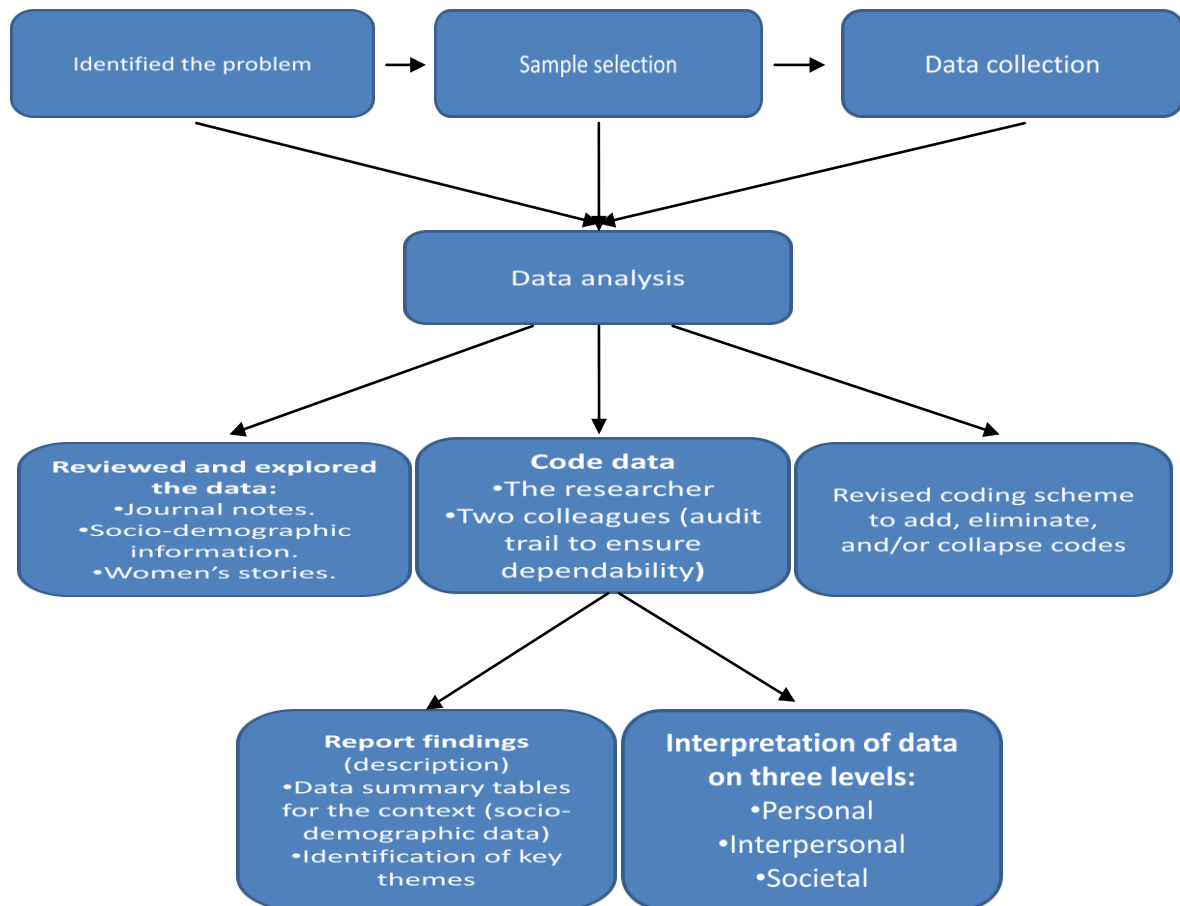 Identified the problem
Sample selection
Data collection
Data analysis
Reviewed and explored
the data:
•Journal notes.
•Socio-demographic
information.
•Women’s stories.
Code data
•The researcher
•Two colleagues (audit
trail to ensure
dependability)
Revised coding scheme
to add, eliminate,
and/or collapse codes
Report findings
(description)
•Data summary tables
for the context (socio-
demographic data)
•Identification of key
themes
Interpretation of data
on three levels:
•Personal
•Interpersonal
•Societal